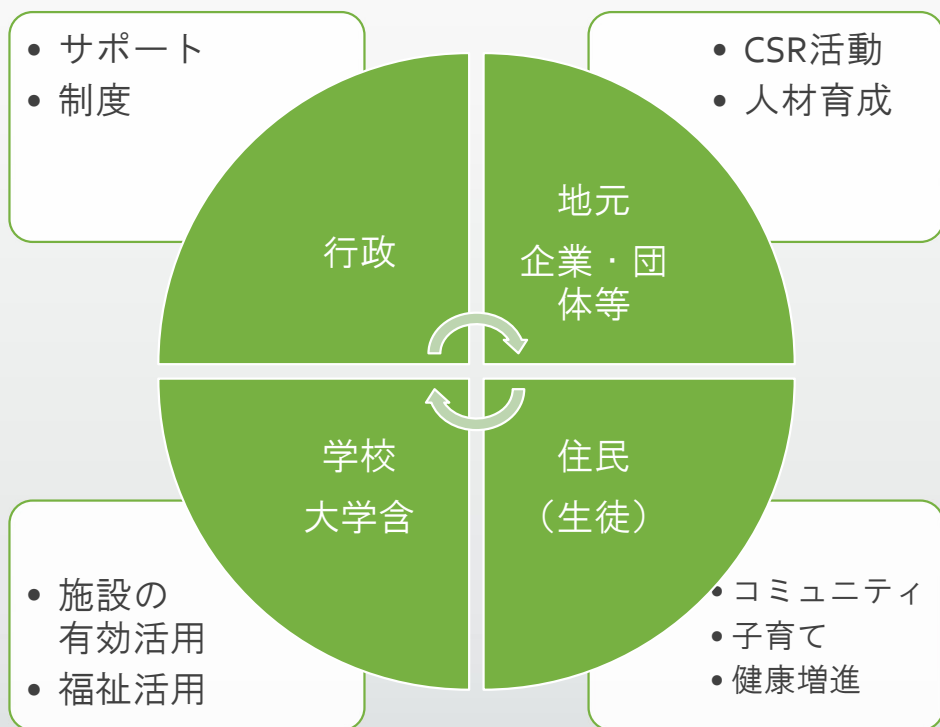 • サポート
• 制度
• CSR活動
• 人材育成
行政
地元
企業・団
体等
学校
大学含
住民
（生徒）
• 施設の
有効活用
• 福祉活用
• コミュニティ
• 子育て
• 健康増進